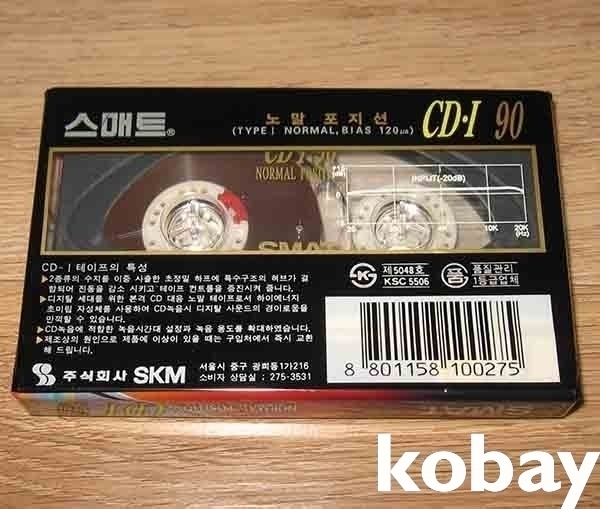 스매트®
노말 포지션
(TYPE I NORMAL, BIAS 120㎲)
CD·I 90
CD·I 90
NORMAL POSIT
SMA
INPUT(-20dB)
0
10K 20K
(Hz)
CD-I 테이프의 특성
▶2종류의 수지를 이중 사출한 초정밀 하프에 특수구조의 허브가 결
합되어 진동을 감소 시키고 테이프 컨트롤을 증진시켜 줍니다.
▶디지탈 세대를 위한 본격 CD 대응 노말 테이프로서 하이에너지
초미립 자성체를 사용하여 CD녹음시 디지탈 사운드의 경이로움을
만끽할 수 있습니다.
▶CD녹음에 적합한 녹음시간대 설정과 녹음 용도를 확대하였습니다.
▶제조상의 원인으로 제품에 이상이 있을 때는 구입처에서 즉시 교환
해 드립니다.
제 5048 호
KSC 5506
품
품질관리
1등급업체
주식회사 SKM
서울시 중구 광희동1가216
소비자 상담실 : 275-3531
8 801158 100275
kobay